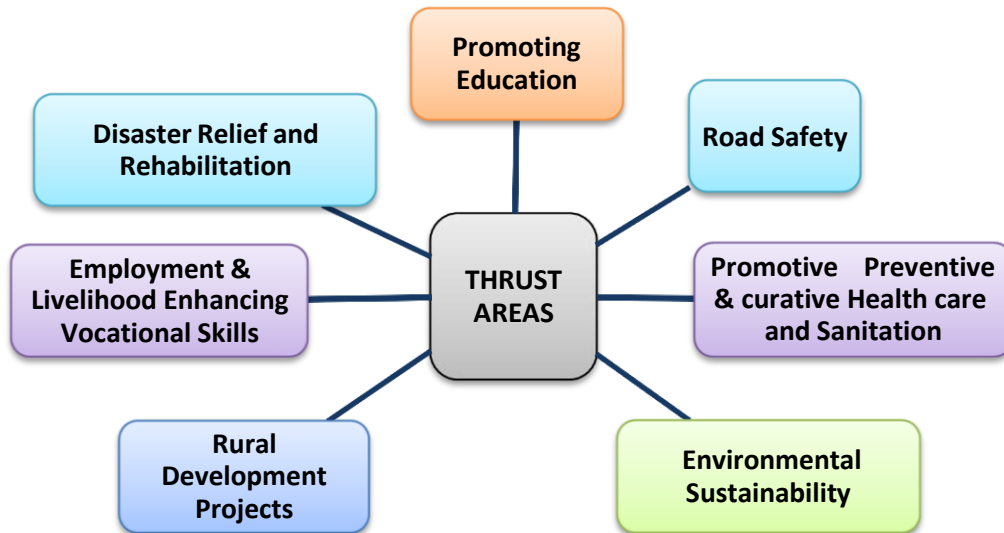 Promoting
Education
Disaster Relief and
Rehabilitation
Road Safety
Employment &
Livelihood Enhancing
Vocational Skills
THRUST
AREAS
Promotive Preventive
& curative Health care
and Sanitation
Rural
Development
Projects
Environmental
Sustainability